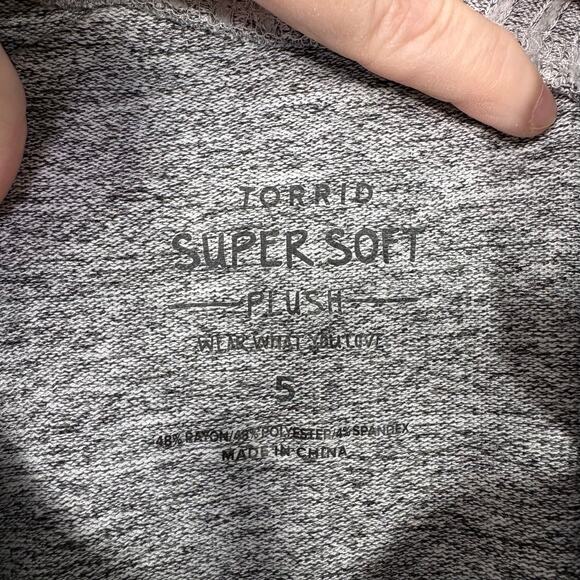 TORRID
SUPER SOFT
PLUSH
WEAR WHAT YOU LOVE
5
48% RAYON/48% POLYESTER/4% SPANDEX
MADE IN CHINA